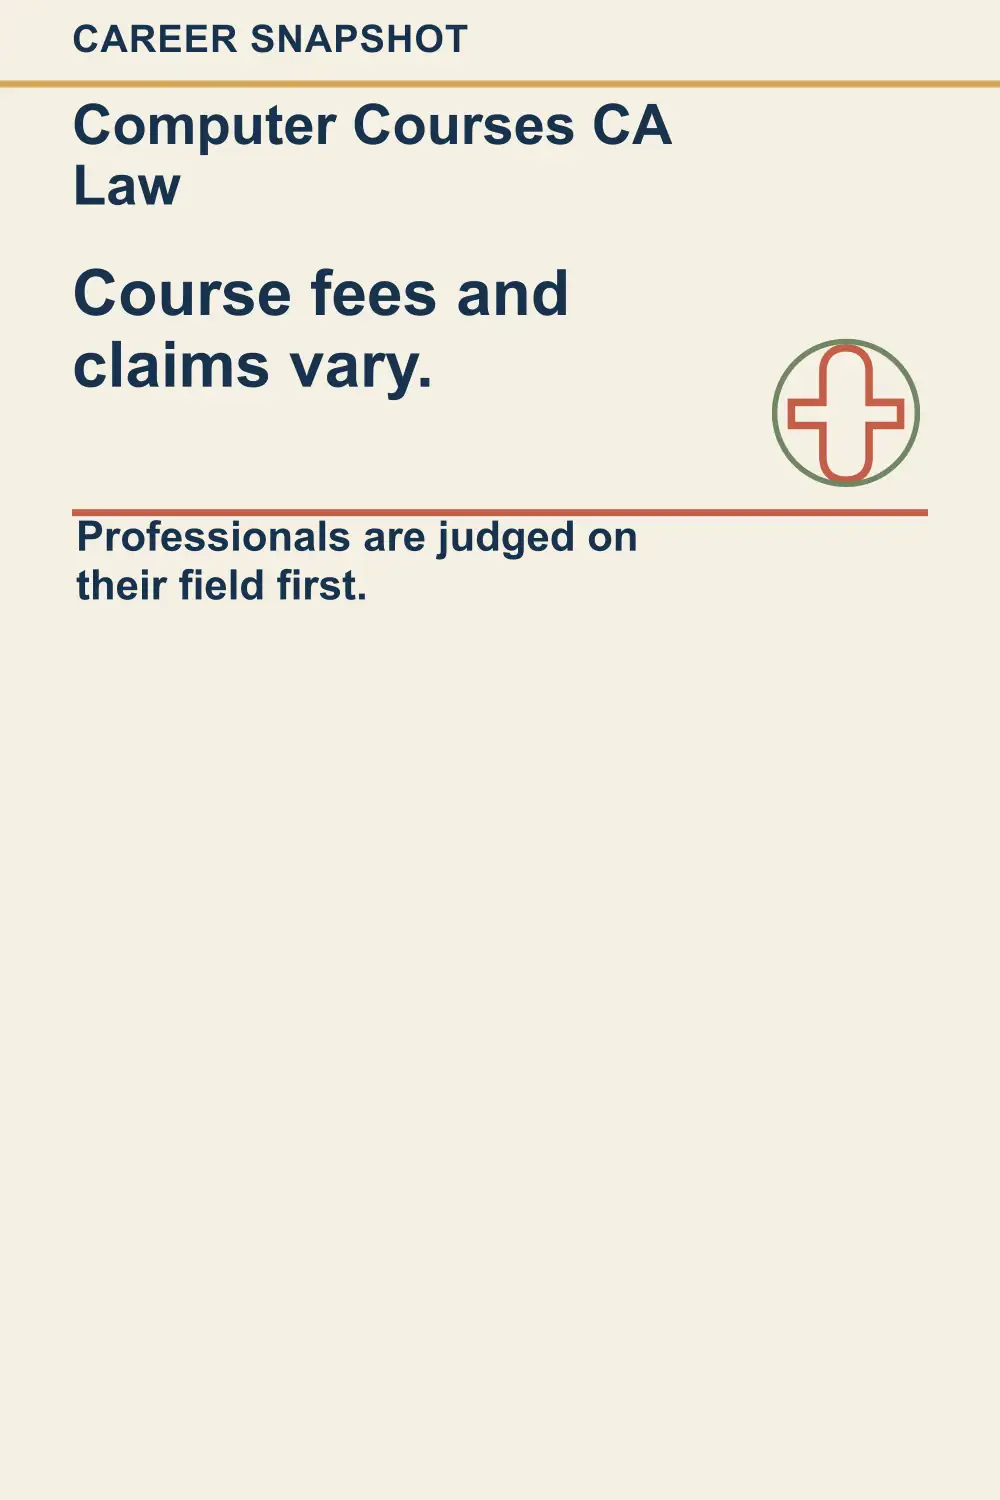 CAREER SNAPSHOT
Computer Courses CA
Law
Course fees and
claims vary.
Professionals are judged on
their field first.